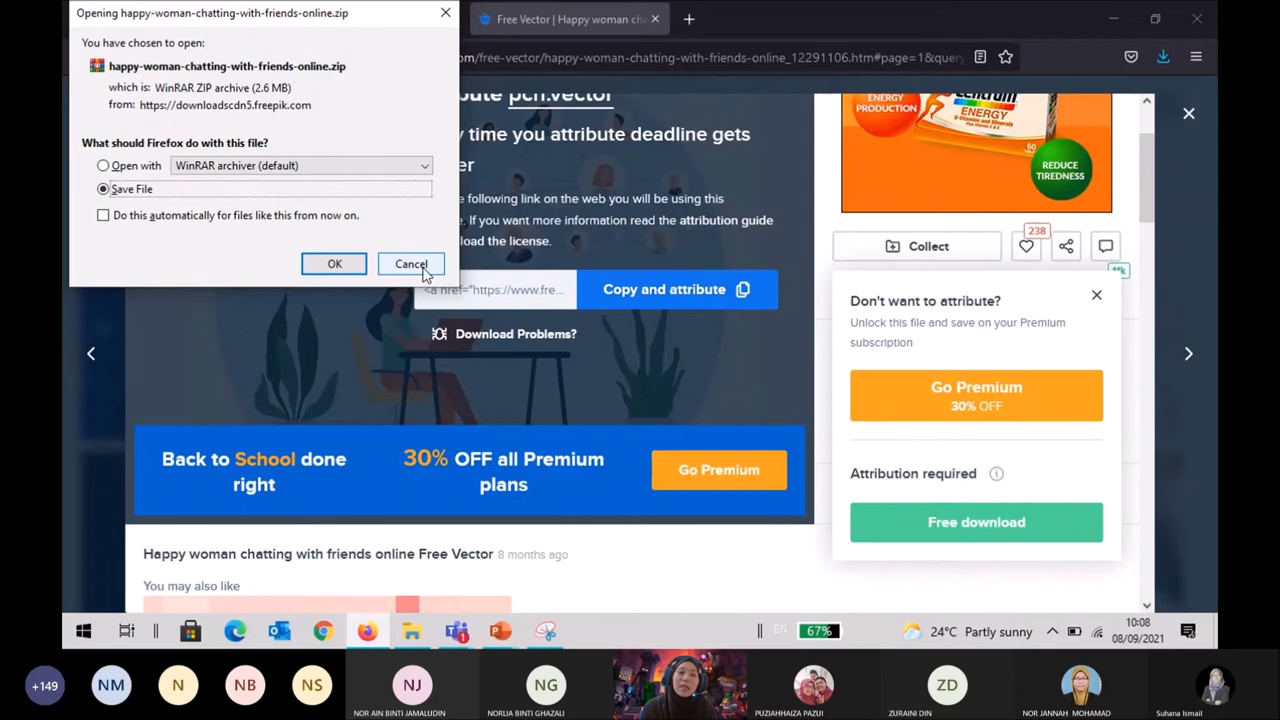 Opening happy-woman-chatting-with-friends-online.zip
You have chosen to open:
happy-woman-chatting-with-friends-online.zip
which is: WinRAR ZIP archive (2.6 MB)
from: https://downloadscdn5.freepik.com
What should Firefox do with this file?
Open with WinRAR archiver (default)
Save File
Do this automatically for files like this from now on.
OK Cancel
Free Vector | Happy woman cha
com/free-vector/happy-woman-chatting-with-friends-online_12291106.htm#page=1&query
pch.vector
time you attribute deadline gets
following link on the web you will be using this
. If you want more information read the attribution guide
the license.
<a href="https://www.fre... Copy and attribute
Download Problems?
ENERGY PRODUCTION
Centrum
ENERGY
REDUCE TIREDNESS
Collect
238
Don't want to attribute?
Unlock this file and save on your Premium
subscription
Go Premium
30% OFF
Attribution required
Free download
Back to School done
right
30% OFF all Premium
plans
Go Premium
Happy woman chatting with friends online Free Vector 8 months ago
You may also like
EN 67% 24°C Partly sunny 10:08
08/09/2021
+149 NM N NB NS NJ NG ZD
NOR AIN BINTI JAMALUDIN NORLIA BINTI GHAZALI PUZIAHHAIZA PAZUI ZURAINI DIN NOR JANNAH MOHAMAD Suhana Ismail